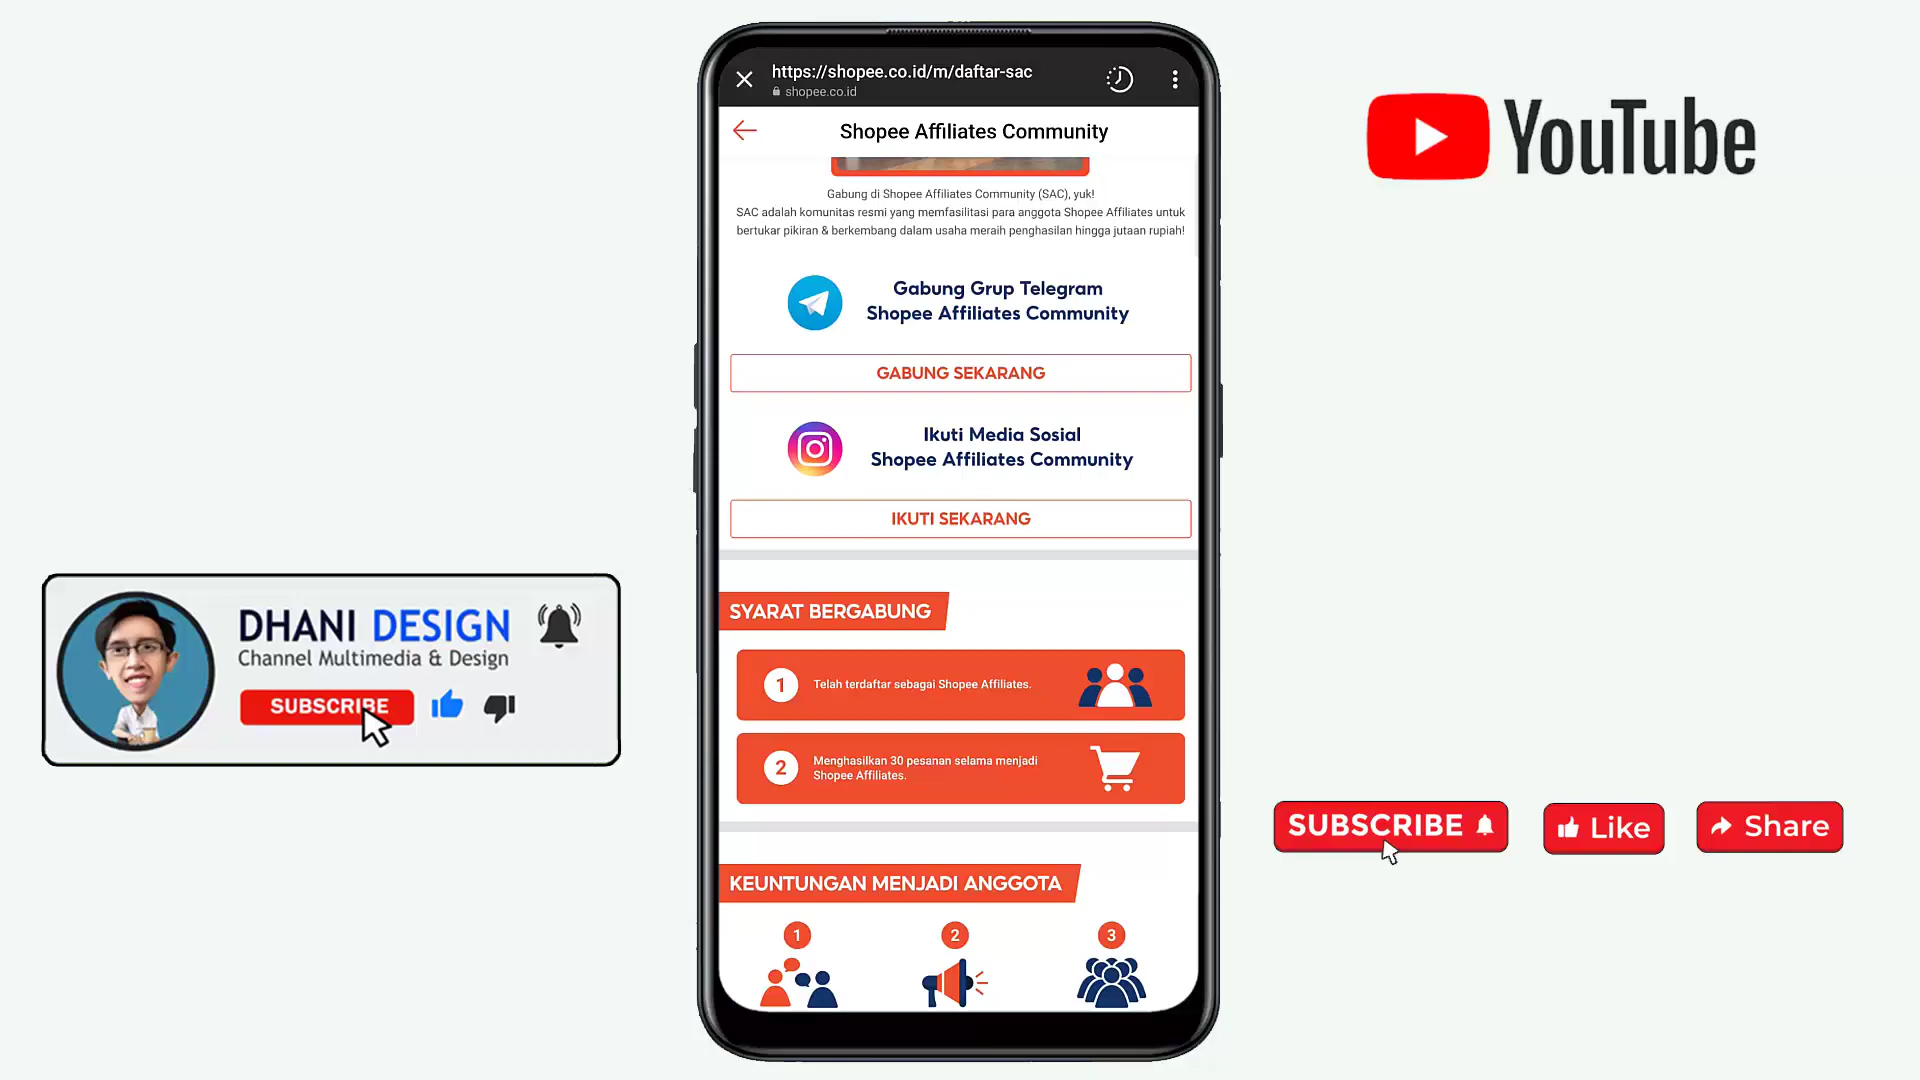 https://shopee.co.id/m/daftar-sac
shopee.co.id
Shopee Affiliates Community
Gabung di Shopee Affiliates Community (SAC), yuk!
SAC adalah komunitas resmi yang memfasilitasi para anggota Shopee Affiliates untuk
bertukar pikiran & berkembang dalam usaha meraih penghasilan hingga jutaan rupiah!
Gabung Grup Telegram
Shopee Affiliates Community
GABUNG SEKARANG
Ikuti Media Sosial
Shopee Affiliates Community
IKUTI SEKARANG
SYARAT BERGABUNG
1 Telah terdaftar sebagai Shopee Affiliates.
2 Menghasilkan 30 pesanan selama menjadi
Shopee Affiliates.
KEUNTUNGAN MENJADI ANGGOTA
1 2 3
YouTube
DHANI DESIGN
Channel Multimedia & Design
SUBSCRIBE
SUBSCRIBE Like Share